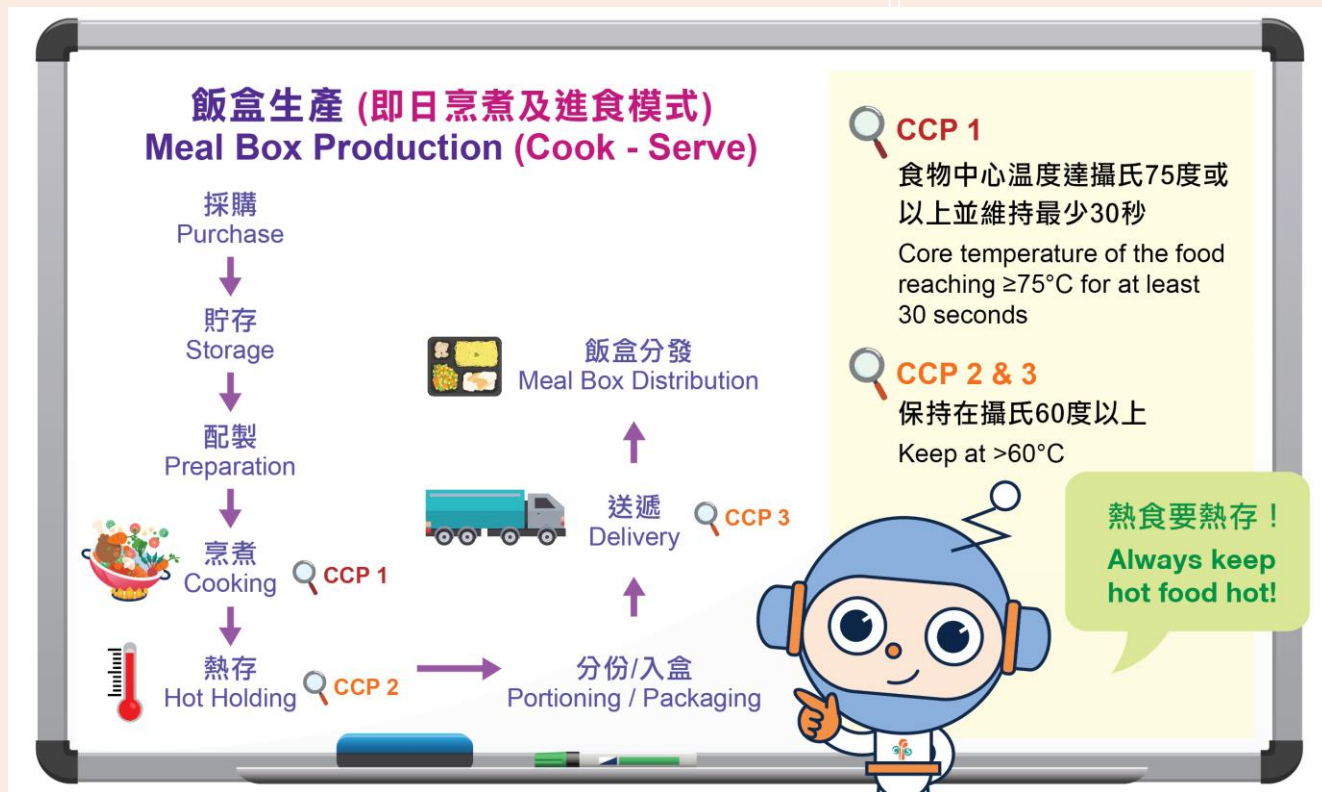 飯盒生產 (即日烹煮及進食模式)
Meal Box Production (Cook - Serve)
採購
Purchase
貯存
Storage
配製
Preparation
烹煮
Cooking
CCP 1
熱存
Hot Holding
CCP 2
分份/入盒
Portioning / Packaging
送遞
Delivery
CCP 3
飯盒分發
Meal Box Distribution
CCP 1
食物中心溫度達攝氏75度或
以上並維持最少30秒
Core temperature of the food
reaching ≥75°C for at least
30 seconds
CCP 2 & 3
保持在攝氏60度以上
Keep at >60°C
熱食要熱存！
Always keep
hot food hot!